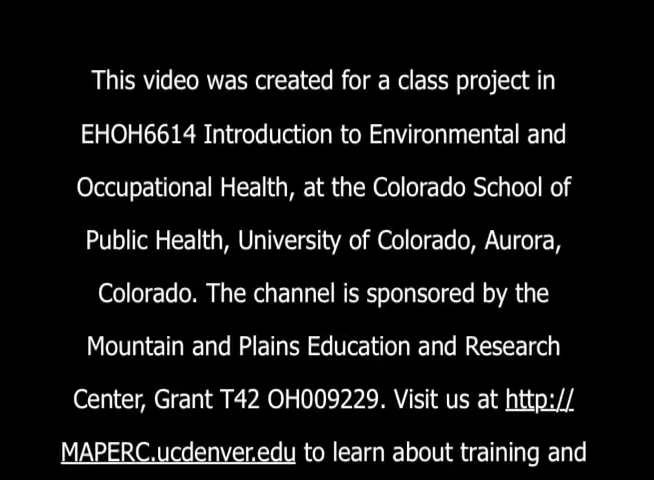 This video was created for a class project in
EHOH6614 Introduction to Environmental and
Occupational Health, at the Colorado School of
Public Health, University of Colorado, Aurora,
Colorado. The channel is sponsored by the
Mountain and Plains Education and Research
Center, Grant T42 OH009229. Visit us at http://
MAPERC.ucdenver.edu to learn about training and